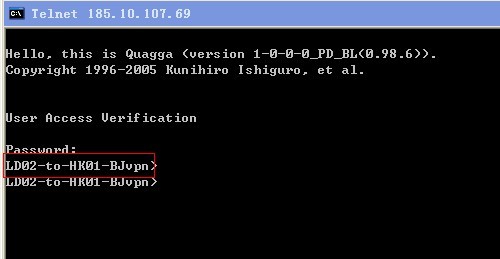 C:\ Telnet 185.10.107.69
Hello, this is Quagga (version 1-0-0-0_PD_BL(0.98.6)).
Copyright 1996-2005 Kunihiro Ishiguro, et al.
User Access Verification
Password:
LD02-to-HK01-BJvpn>
LD02-to-HK01-BJvpn>